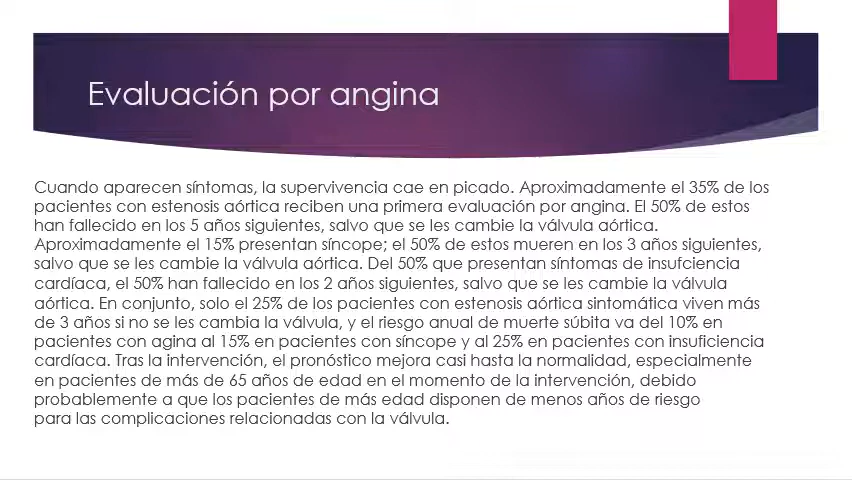 Evaluación por angina
Cuando aparecen síntomas, la supervivencia cae en picado. Aproximadamente el 35% de los
pacientes con estenosis aórtica reciben una primera evaluación por angina. El 50% de estos
han fallecido en los 5 años siguientes, salvo que se les cambie la válvula aórtica.
Aproximadamente el 15% presentan síncope; el 50% de estos mueren en los 3 años siguientes,
salvo que se les cambie la válvula aórtica. Del 50% que presentan síntomas de insufciencia
cardíaca, el 50% han fallecido en los 2 años siguientes, salvo que se les cambie la válvula
aórtica. En conjunto, solo el 25% de los pacientes con estenosis aórtica sintomática viven más
de 3 años si no se les cambia la válvula, y el riesgo anual de muerte súbita va del 10% en
pacientes con agina al 15% en pacientes con síncope y al 25% en pacientes con insuficiencia
cardíaca. Tras la intervención, el pronóstico mejora casi hasta la normalidad, especialmente
en pacientes de más de 65 años de edad en el momento de la intervención, debido
probablemente a que los pacientes de más edad disponen de menos años de riesgo
para las complicaciones relacionadas con la válvula.